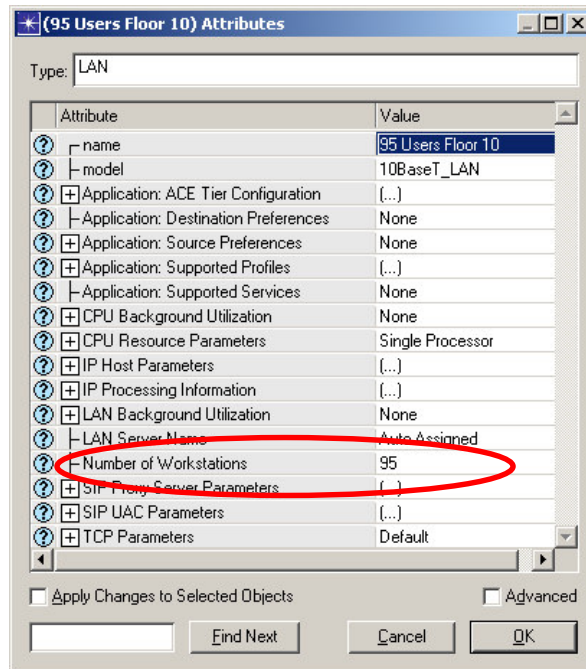 (95 Users Floor 10) Attributes
Type: LAN
Attribute Value
name 95 Users Floor 10
model 10BaseT_LAN
Application: ACE Tier Configuration (...)
Application: Destination Preferences None
Application: Source Preferences None
Application: Supported Profiles (...)
Application: Supported Services None
CPU Background Utilization None
CPU Resource Parameters Single Processor
IP Host Parameters (...)
IP Processing Information (...)
LAN Background Utilization None
LAN Server Name Auto Assigned
Number of Workstations 95
SIP Proxy Server Parameters (...)
SIP UAC Parameters (...)
TCP Parameters Default
Apply Changes to Selected Objects Advanced
Find Next Cancel OK